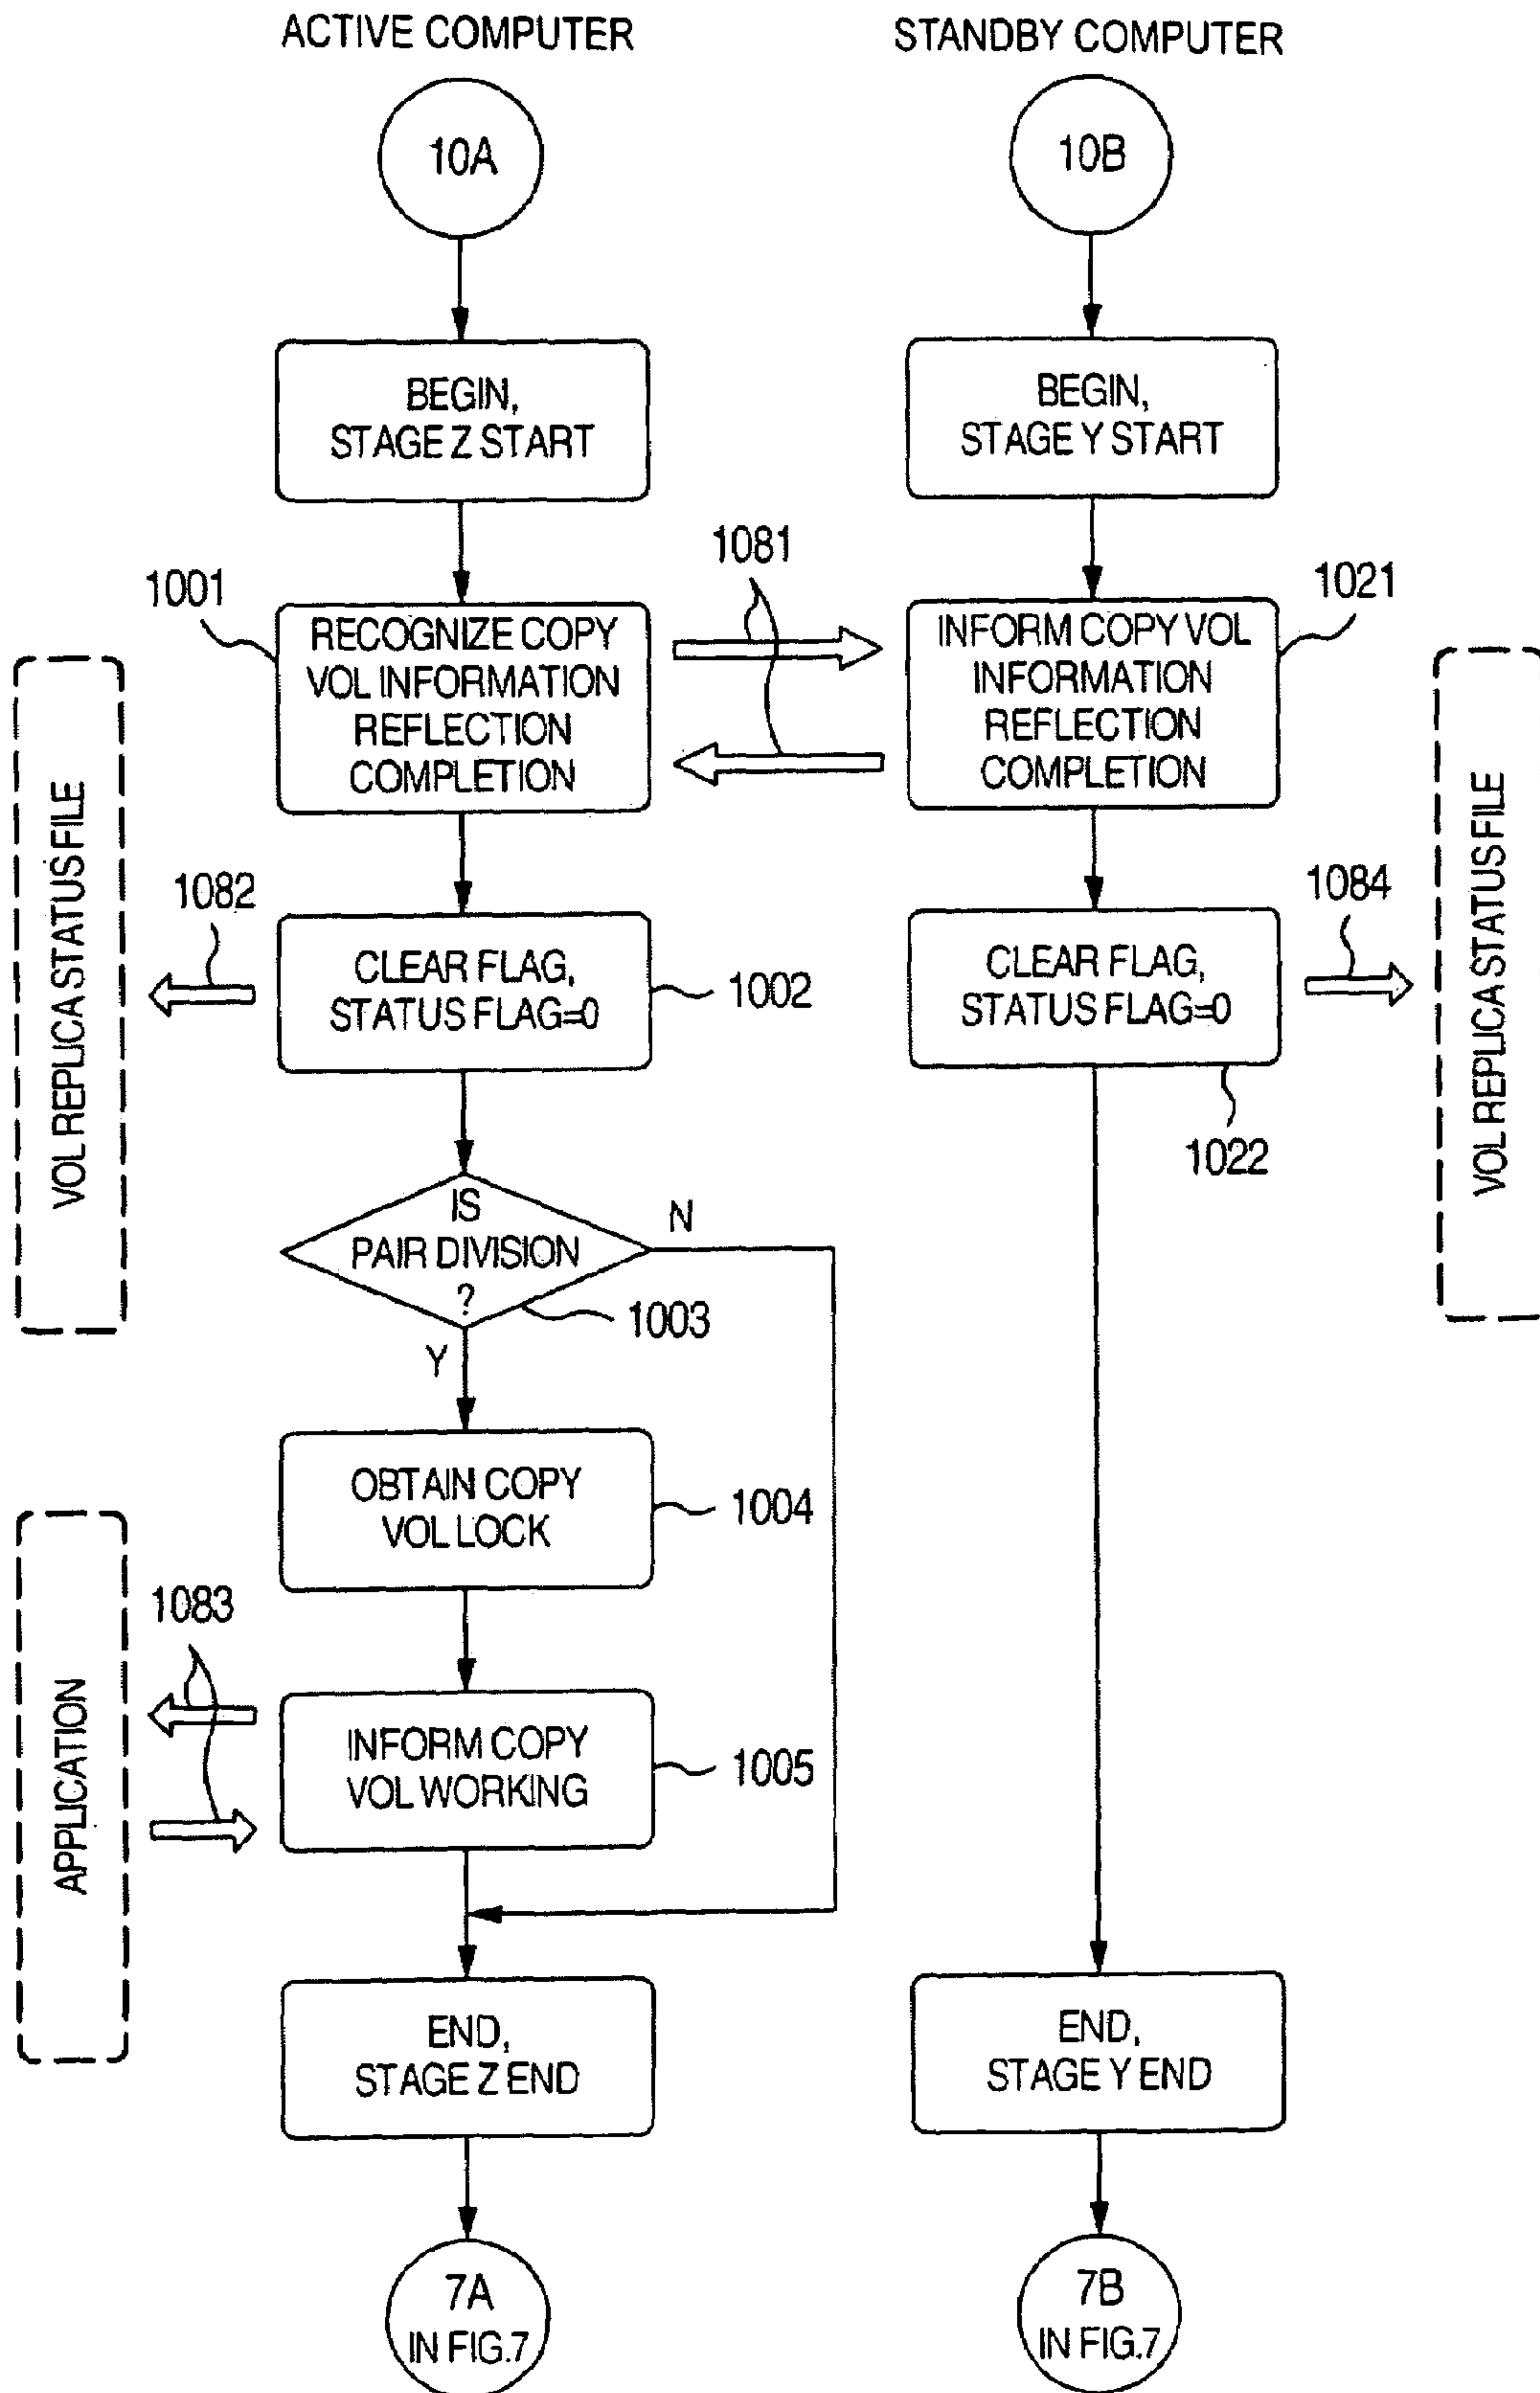 ACTIVE COMPUTER
STANDBY COMPUTER
10A
10B
BEGIN,
STAGE Z START
BEGIN,
STAGE Y START
1081
1001
1021
RECOGNIZE COPY
VOL INFORMATION
REFLECTION
COMPLETION
INFORM COPY VOL
INFORMATION
REFLECTION
COMPLETION
VOL REPLICA STATUS FILE
VOL REPLICA STATUS FILE
1082
1084
CLEAR FLAG,
STATUS FLAG=0
1002
CLEAR FLAG,
STATUS FLAG=0
1022
IS
PAIR DIVISION
?
N
1003
Y
OBTAIN COPY
VOL LOCK
1004
1083
APPLICATION
INFORM COPY
VOL WORKING
1005
END,
STAGE Z END
END,
STAGE Y END
7A
IN FIG.7
7B
IN FIG.7